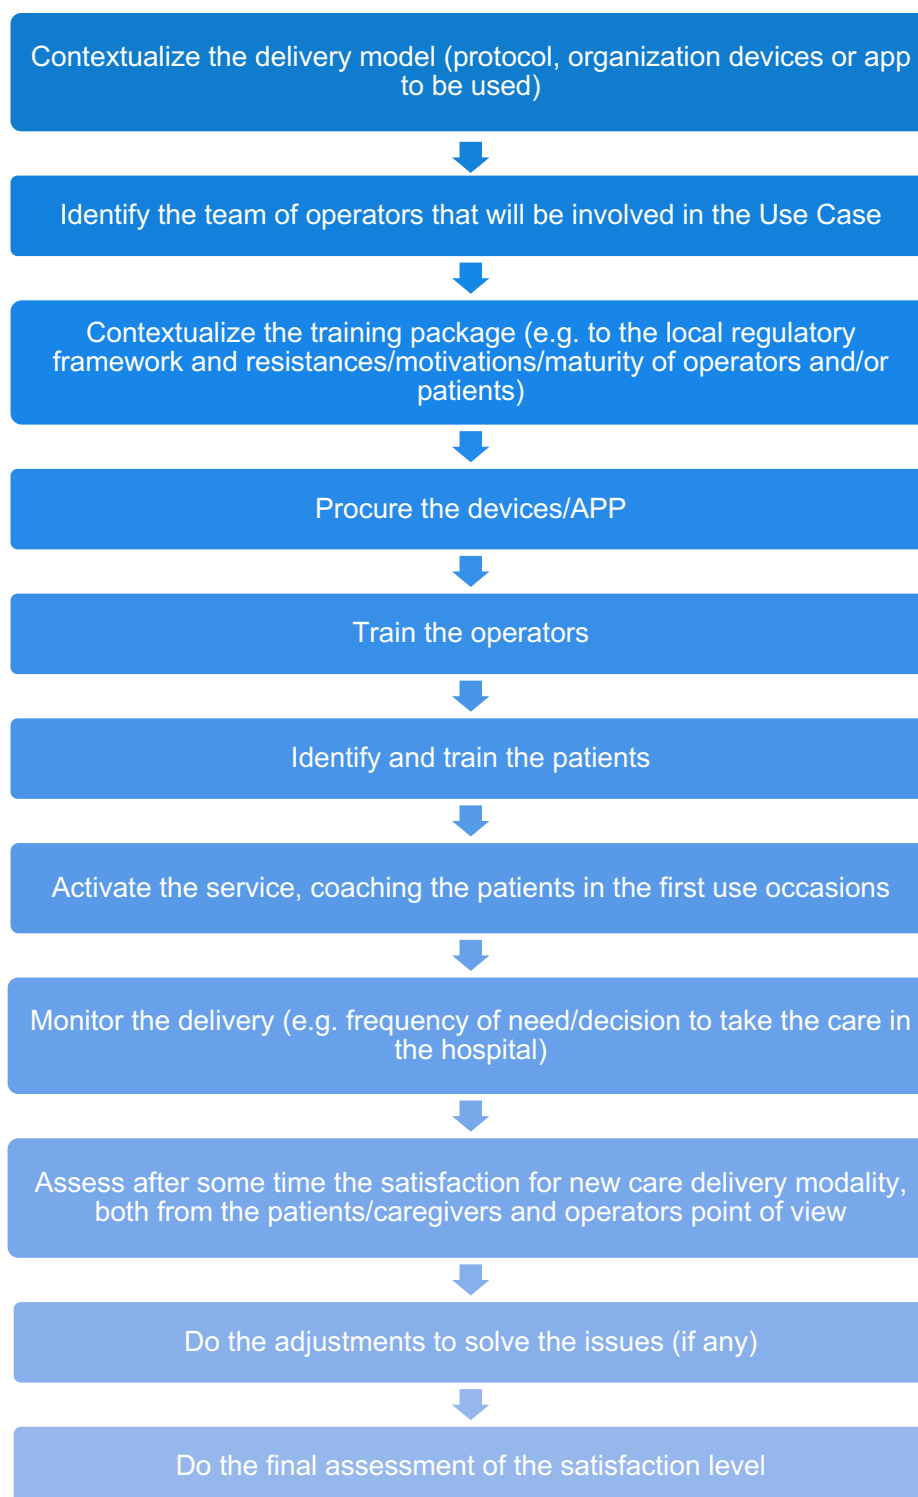 Contextualize the delivery model (protocol, organization devices or app
to be used)
Identify the team of operators that will be involved in the Use Case
Contextualize the training package (e.g. to the local regulatory
framework and resistances/motivations/maturity of operators and/or
patients)
Procure the devices/APP
Train the operators
Identify and train the patients
Activate the service, coaching the patients in the first use occasions
Monitor the delivery (e.g. frequency of need/decision to take the care in
the hospital)
Assess after some time the satisfaction for new care delivery modality,
both from the patients/caregivers and operators point of view
Do the adjustments to solve the issues (if any)
Do the final assessment of the satisfaction level